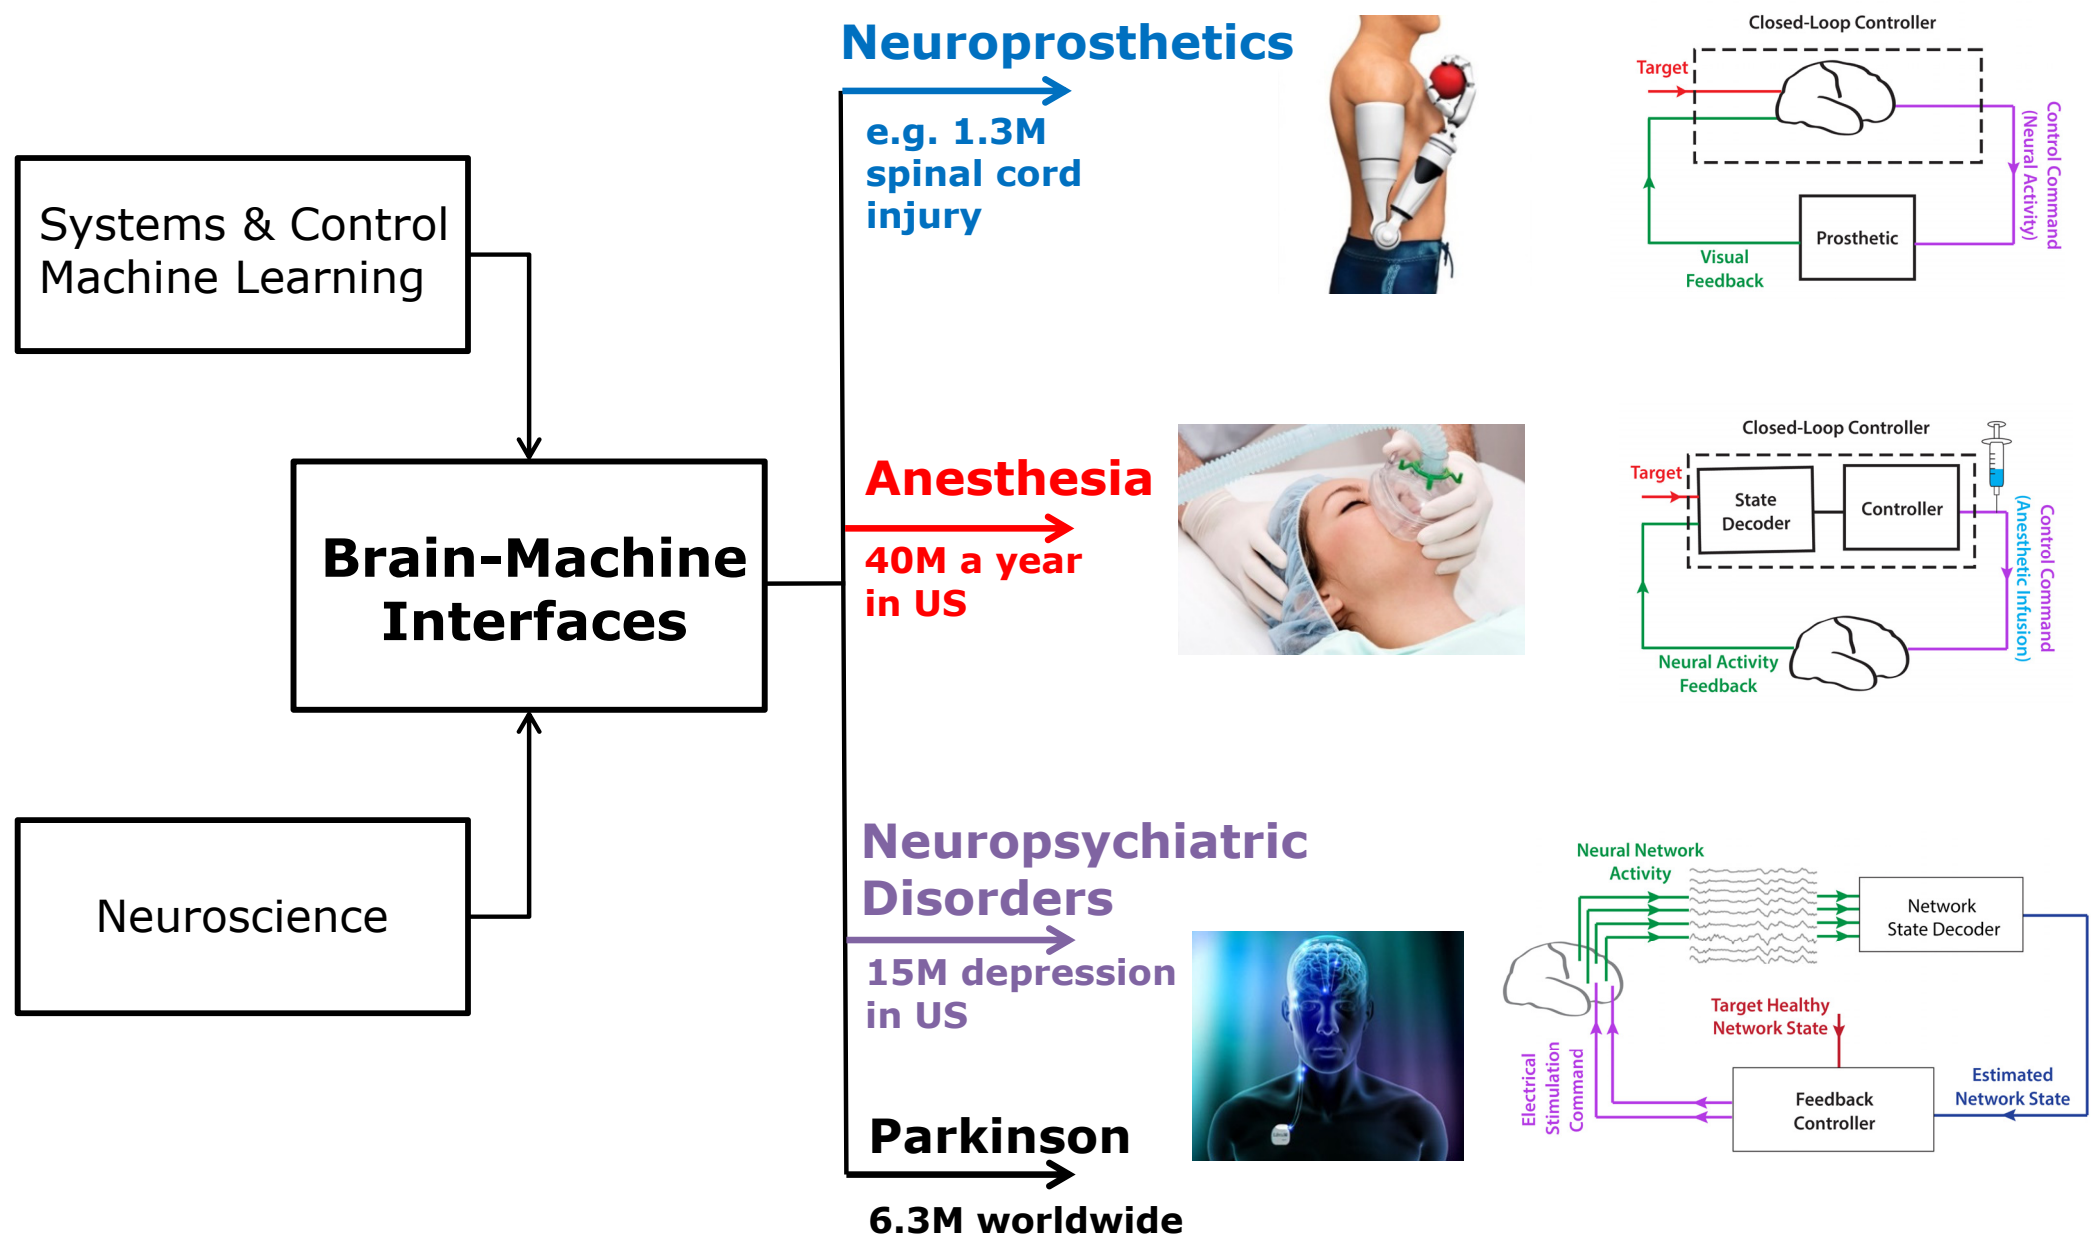 Systems & Control
Machine Learning
Brain-Machine
Interfaces
Neuroscience
Neuroprosthetics
e.g. 1.3M
spinal cord
injury
Closed-Loop Controller
Target
Control Command
(Neural Activity)
Prosthetic
Visual
Feedback
Anesthesia
40M a year
in US
Closed-Loop Controller
Target
State
Decoder
Controller
Control Command
(Anesthetic Infusion)
Neural Activity
Feedback
Neuropsychiatric
Disorders
15M depression
in US
Neural Network
Activity
Network
State Decoder
Target Healthy
Network State
Estimated
Network State
Feedback
Controller
Electrical
Stimulation
Command
Parkinson
6.3M worldwide